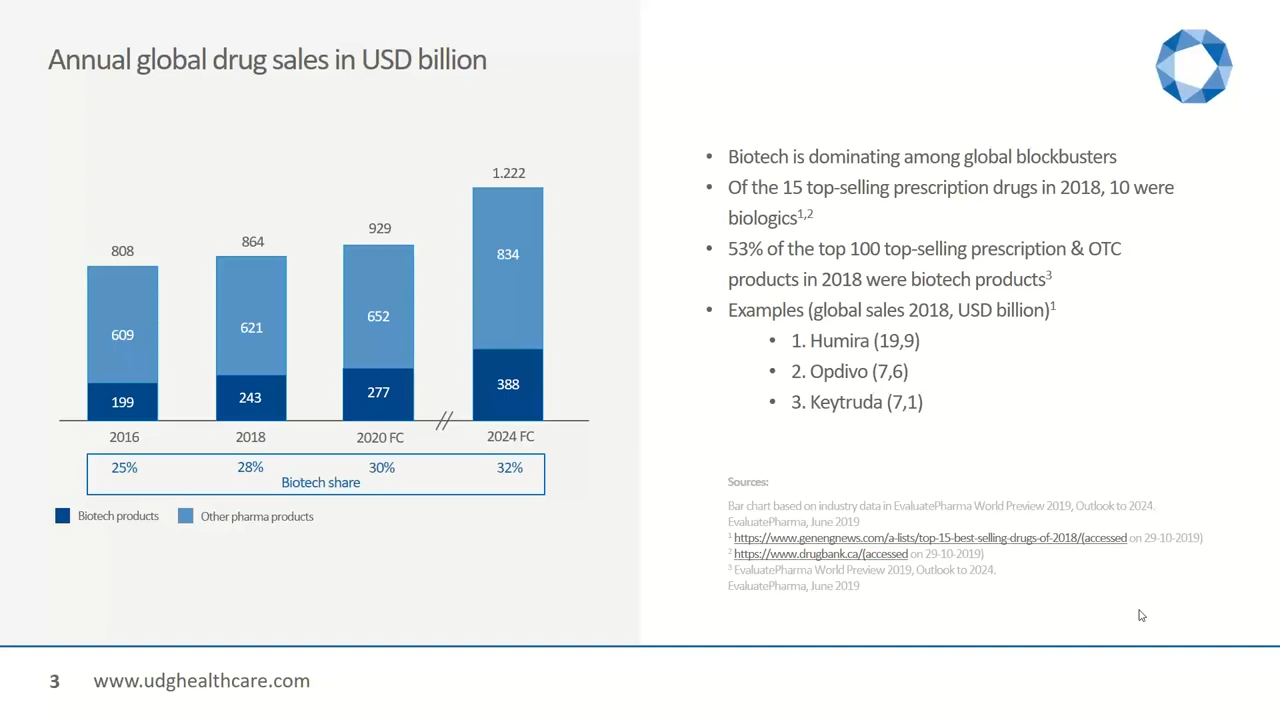 Annual global drug sales in USD billion
808
864
929
1.222
609
621
652
834
199
243
277
388
2016
2018
2020 FC
2024 FC
25%
28%
30%
32%
Biotech share
Biotech products
Other pharma products
• Biotech is dominating among global blockbusters
• Of the 15 top-selling prescription drugs in 2018, 10 were
biologics1,2
• 53% of the top 100 top-selling prescription & OTC
products in 2018 were biotech products3
• Examples (global sales 2018, USD billion)1
• 1. Humira (19,9)
• 2. Opdivo (7,6)
• 3. Keytruda (7,1)
Sources:
Bar chart based on industry data in EvaluatePharma World Preview 2019, Outlook to 2024.
EvaluatePharma, June 2019
1 https://www.genengnews.com/a-lists/top-15-best-selling-drugs-of-2018/(accessed on 29-10-2019)
2 https://www.drugbank.ca/(accessed on 29-10-2019)
3 EvaluatePharma World Preview 2019, Outlook to 2024.
EvaluatePharma, June 2019
3
www.udghealthcare.com